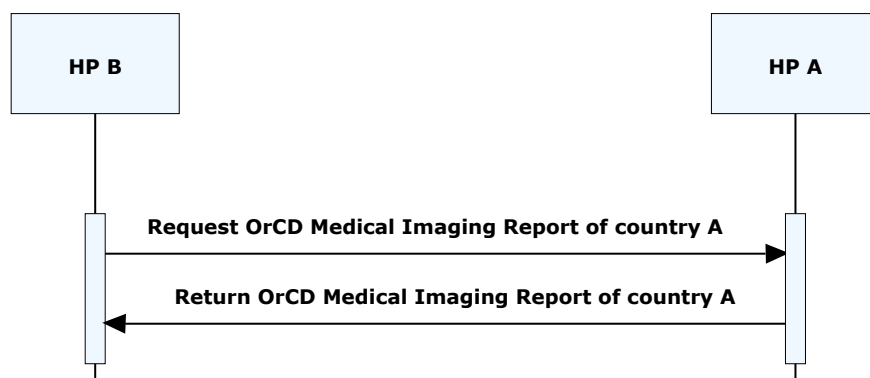 HP B
HP A
Request OrCD Medical Imaging Report of country A
Return OrCD Medical Imaging Report of country A